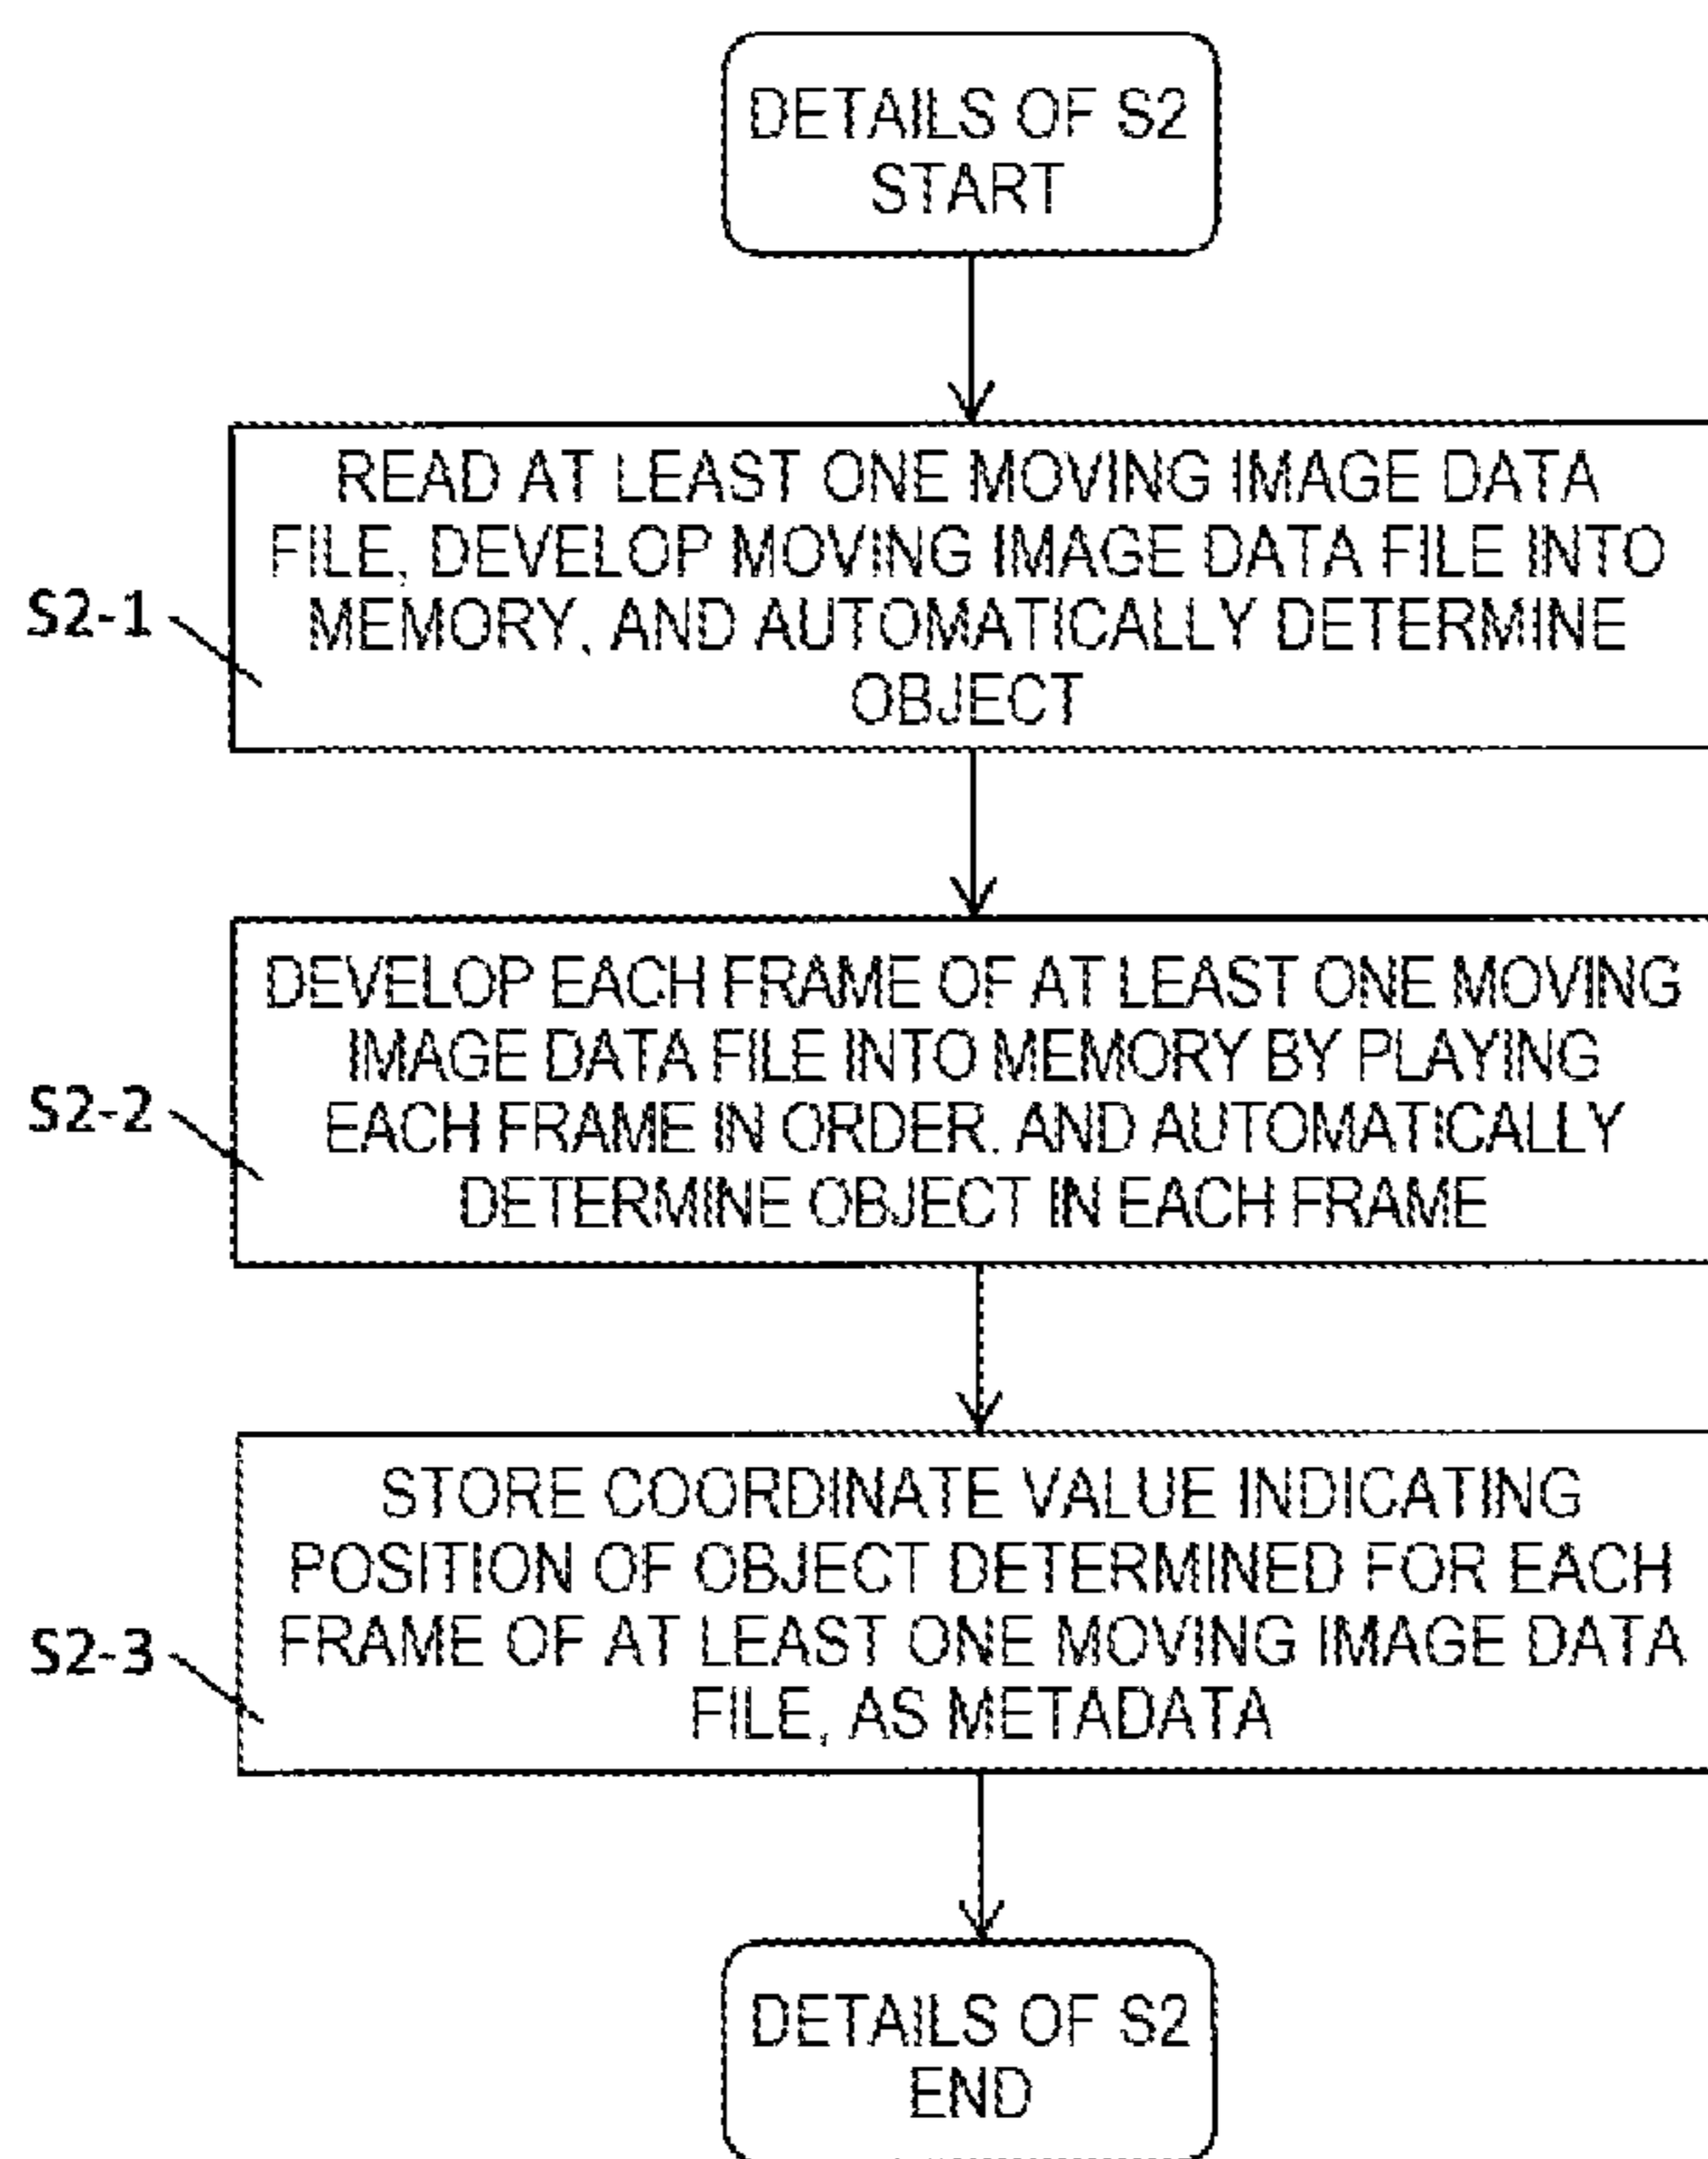 DETAILS OF S2
START
READ AT LEAST ONE MOVING IMAGE DATA
FILE, DEVELOP MOVING IMAGE DATA FILE INTO
MEMORY, AND AUTOMATICALLY DETERMINE
OBJECT
S2-1
DEVELOP EACH FRAME OF AT LEAST ONE MOVING
IMAGE DATA FILE INTO MEMORY BY PLAYING
EACH FRAME IN ORDER, AND AUTOMATICALLY
DETERMINE OBJECT IN EACH FRAME
S2-2
STORE COORDINATE VALUE INDICATING
POSITION OF OBJECT DETERMINED FOR EACH
FRAME OF AT LEAST ONE MOVING IMAGE DATA
FILE, AS METADATA
S2-3
DETAILS OF S2
END